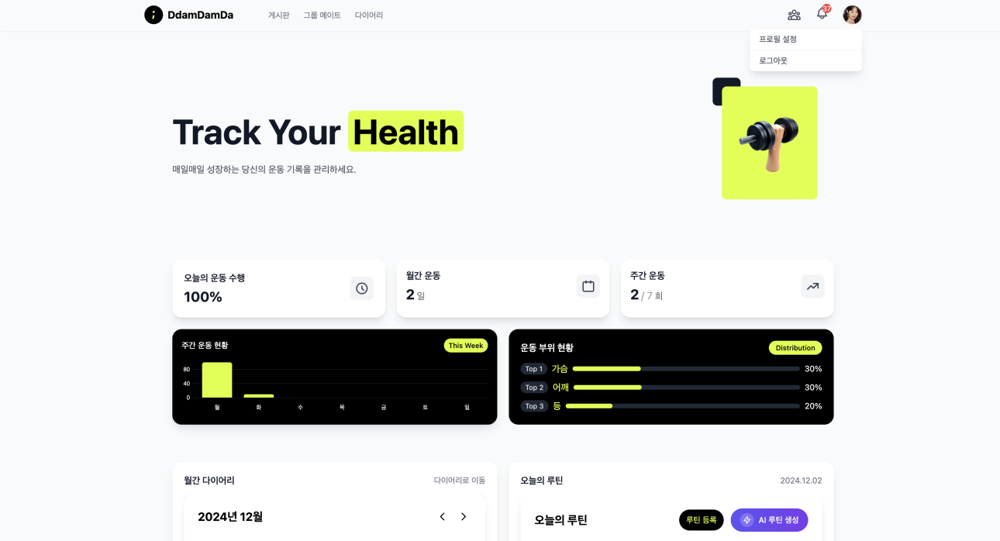 DdamDamDa 게시판 그룹 메이트 다이어리 37
프로필 설정
로그아웃
Track Your Health
매일매일 성장하는 당신의 운동 기록을 관리하세요.
오늘의 운동 수행
100%
월간 운동
2 일
주간 운동
2 / 7 회
주간 운동 현황 This Week
80
40
0
월 화 수 목 금 토 일
운동 부위 현황 Distribution
Top 1 가슴 30%
Top 2 어깨 30%
Top 3 등 20%
월간 다이어리 다이어리로 이동
2024년 12월
오늘의 루틴 2024.12.02
오늘의 루틴 루틴 등록 AI 루틴 생성